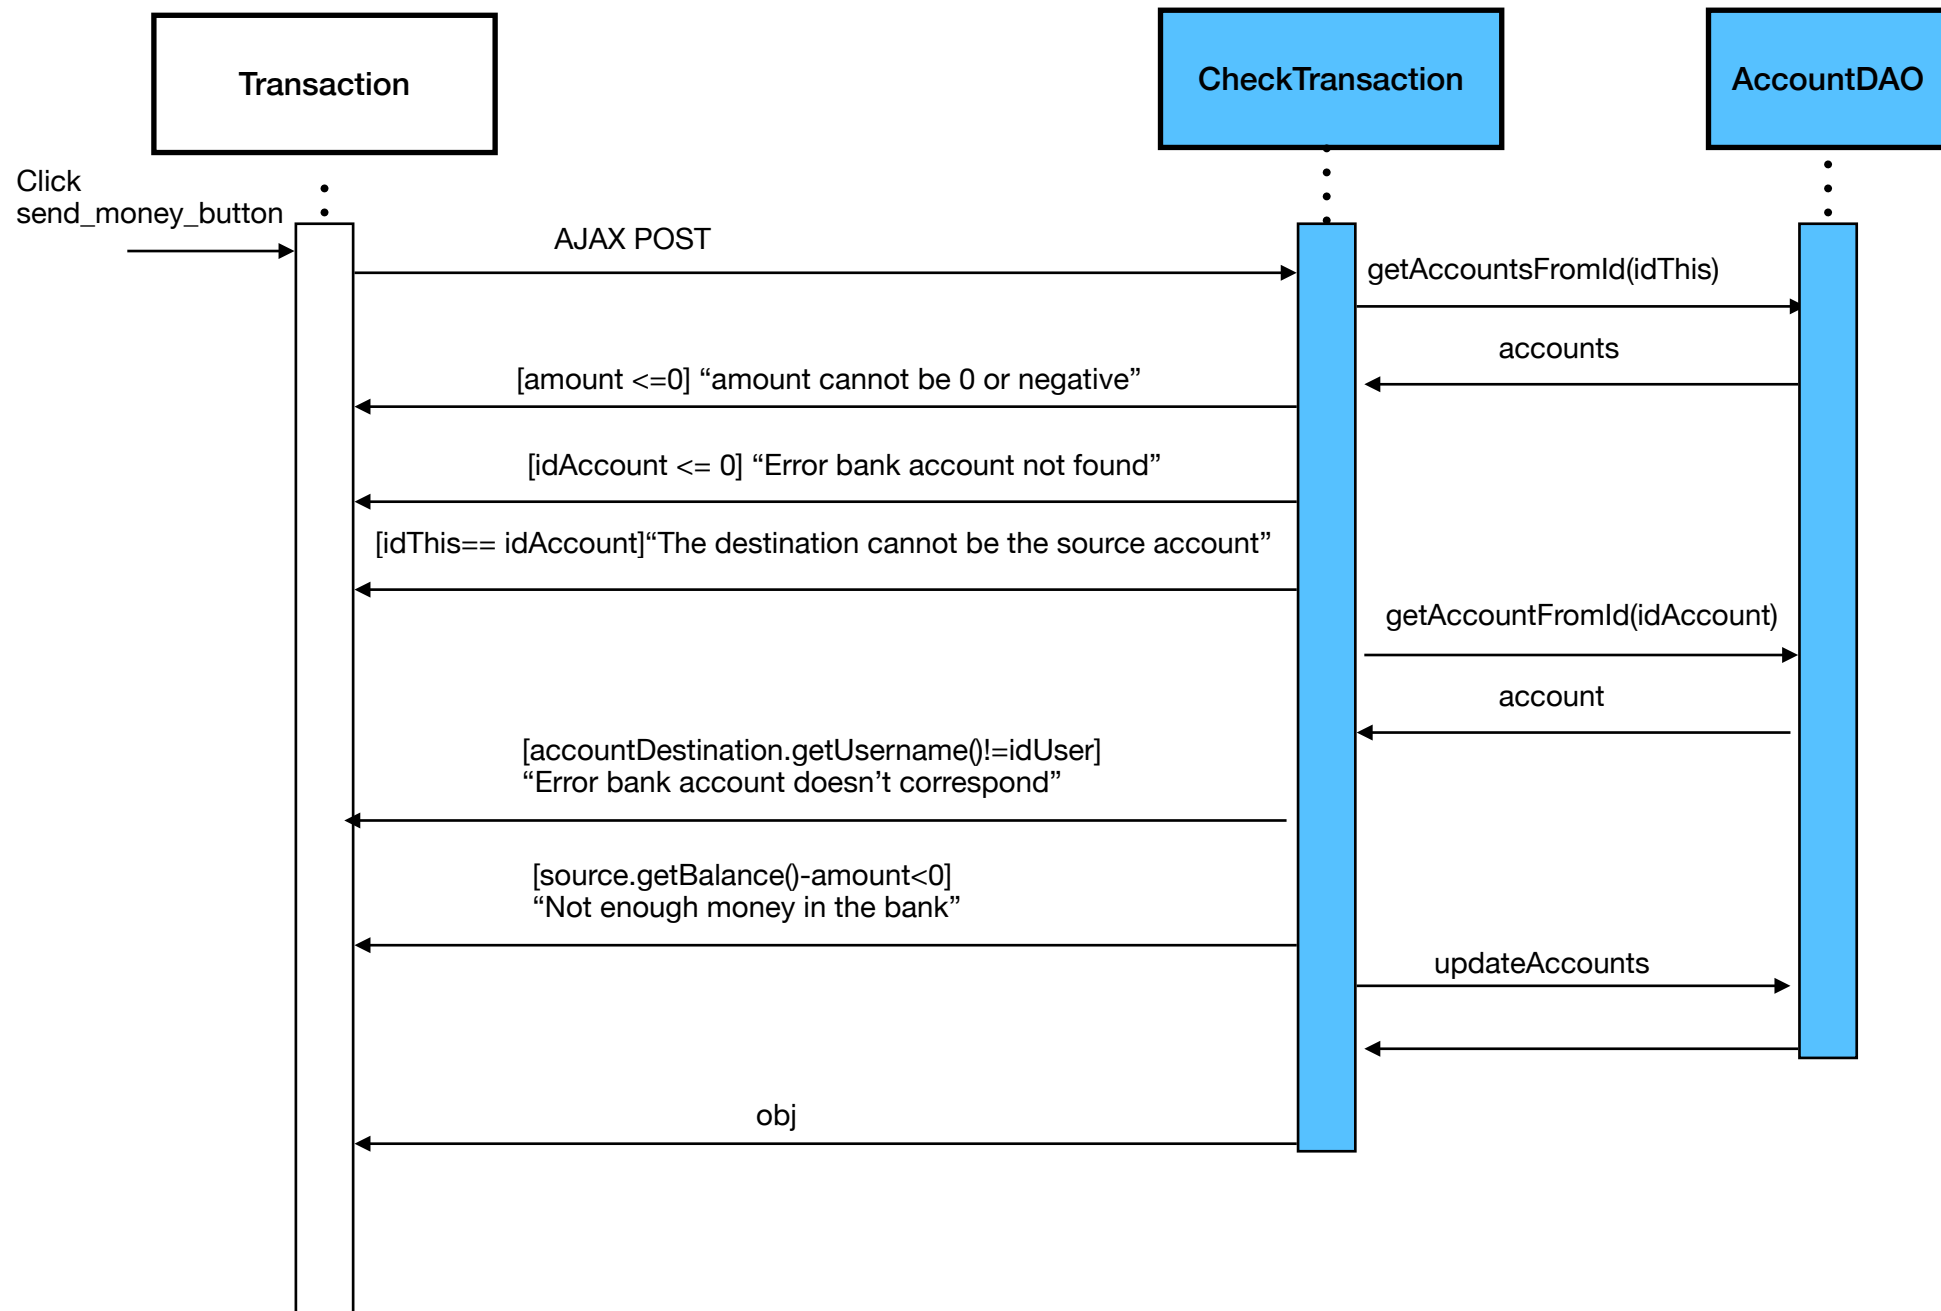 Transaction
CheckTransaction
AccountDAO
Click
send_money_button
AJAX POST
getAccountsFromId(idThis)
accounts
[amount <=0] “amount cannot be 0 or negative”
[idAccount <= 0] “Error bank account not found”
[idThis== idAccount]“The destination cannot be the source account”
getAccountFromId(idAccount)
account
[accountDestination.getUsername()!=idUser]
“Error bank account doesn’t correspond”
[source.getBalance()-amount<0]
“Not enough money in the bank”
updateAccounts
obj